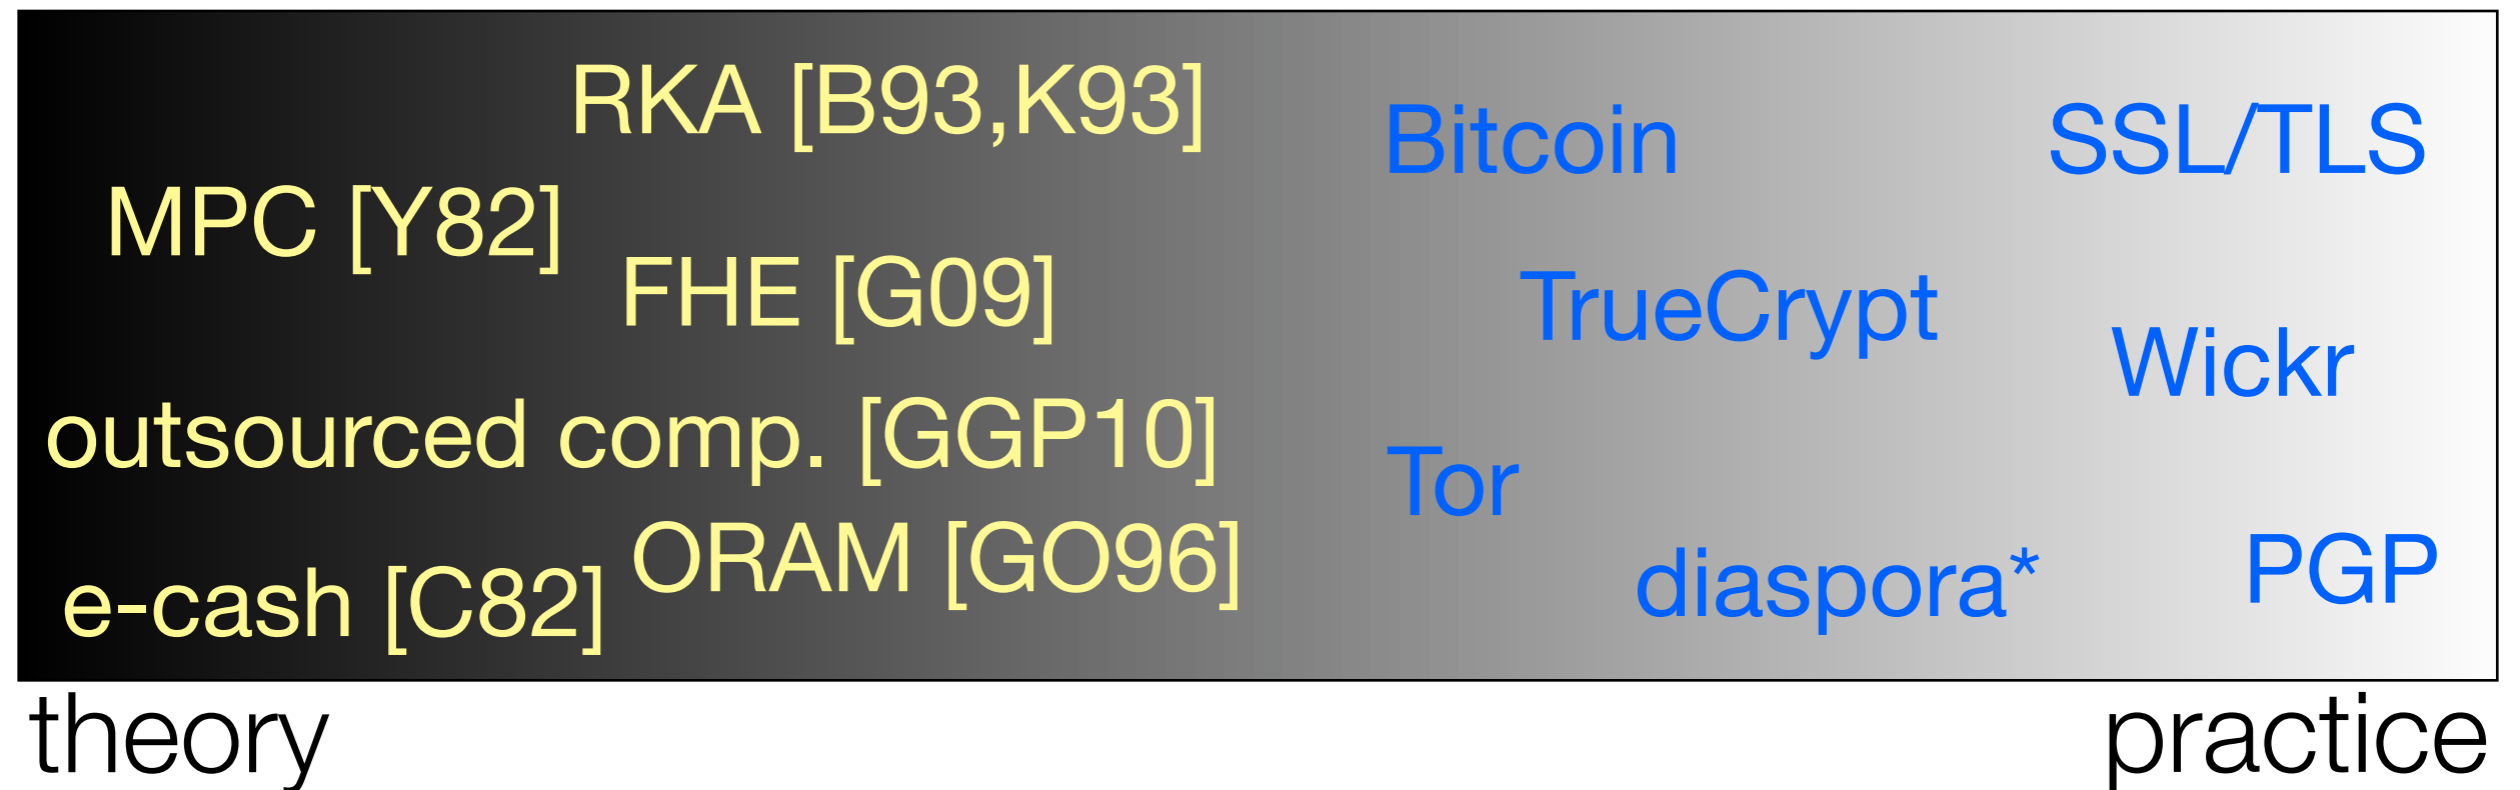 RKA [B93,K93]
Bitcoin
SSL/TLS
MPC [Y82]
FHE [G09]
TrueCrypt
Wickr
outsourced comp. [GGP10]
Tor
ORAM [GO96]
e-cash [C82]
diaspora*
PGP
theory
practice